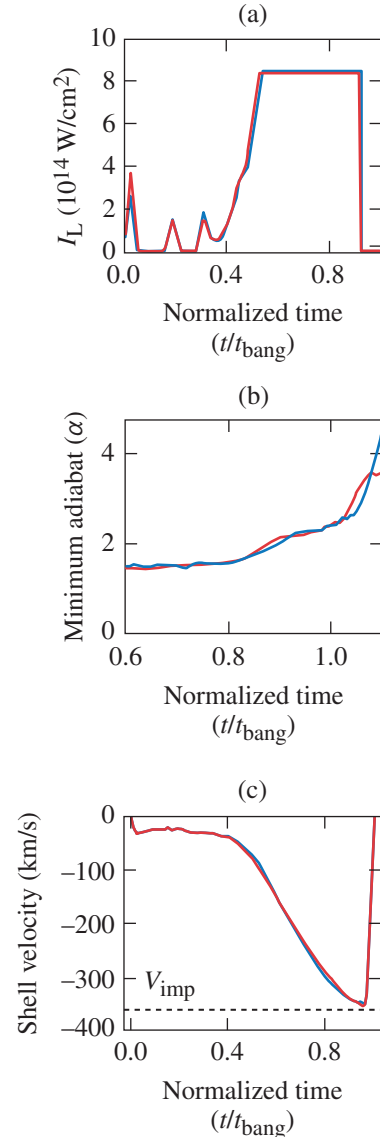 (a)
I_L (10^14 W/cm^2)
10
8
6
4
2
0
0.0 0.4 0.8
Normalized time
(t/t_bang)
(b)
Minimum adiabat (α)
4
2
0
0.6 0.8 1.0
Normalized time
(t/t_bang)
(c)
Shell velocity (km/s)
0
−100
−200
−300
−400
V_imp
0.0 0.4 0.8
Normalized time
(t/t_bang)